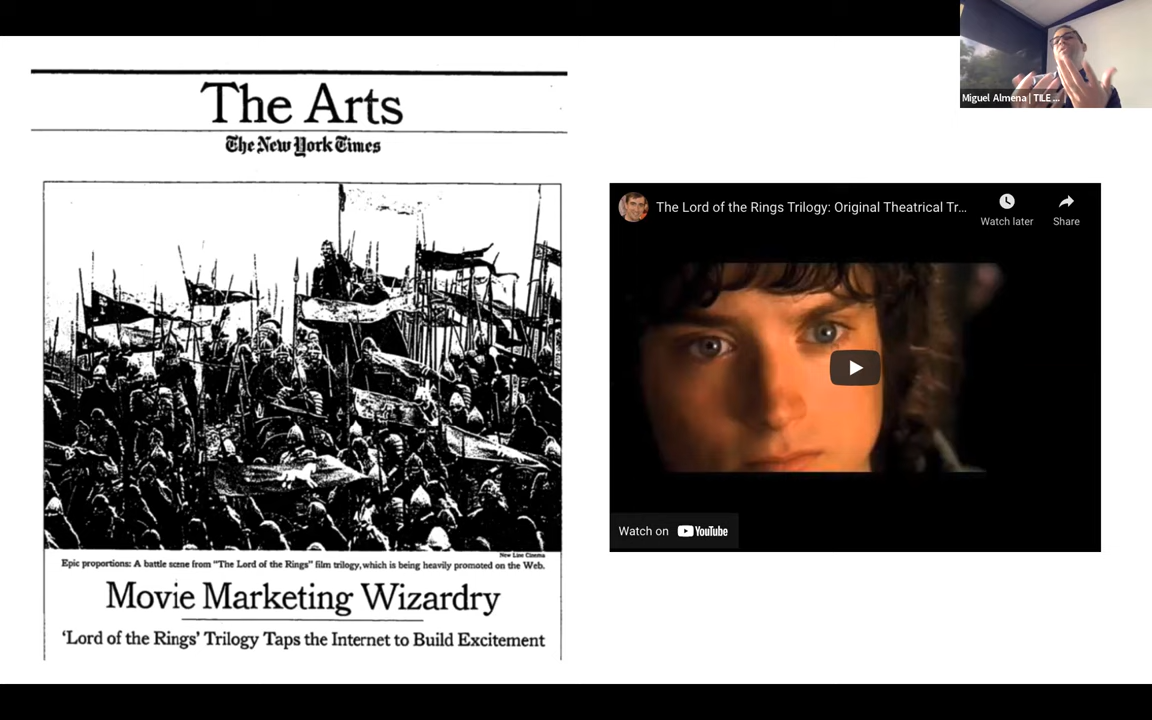 The Arts
The New York Times
New Line Cinema
Epic proportions: A battle scene from "The Lord of the Rings" film trilogy, which is being heavily promoted on the Web.
Movie Marketing Wizardry
'Lord of the Rings' Trilogy Taps the Internet to Build Excitement
The Lord of the Rings Trilogy: Original Theatrical Tr...
Watch later
Share
Watch on YouTube
Miguel Almena | TILE ...